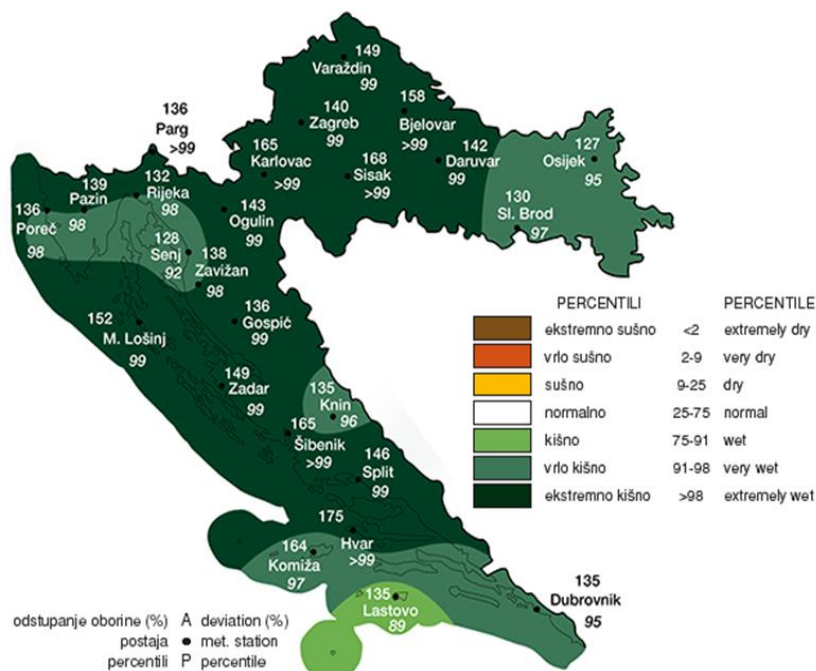 149
Varaždin
99
136
Parg
>99
140
Zagreb
99
158
Bjelovar
>99
165
Karlovac
>99
168
Sisak
>99
142
Daruvar
99
127
Osijek
95
130
Sl. Brod
97
136
Poreč
98
139
Pazin
98
132
Rijeka
98
143
Ogulin
99
128
Senj
92
138
Zavižan
98
152
M. Lošinj
99
136
Gospić
99
149
Zadar
99
135
Knin
96
165
Šibenik
>99
146
Split
99
175
Hvar
>99
164
Komiža
97
135
Lastovo
89
135
Dubrovnik
95
PERCENTILI PERCENTILE
ekstremno sušno <2 extremely dry
vrlo sušno 2-9 very dry
sušno 9-25 dry
normalno 25-75 normal
kišno 75-91 wet
vrlo kišno 91-98 very wet
ekstremno kišno >98 extremely wet
odstupanje oborine (%) A deviation (%)
postaja ● met. station
percentili P percentile